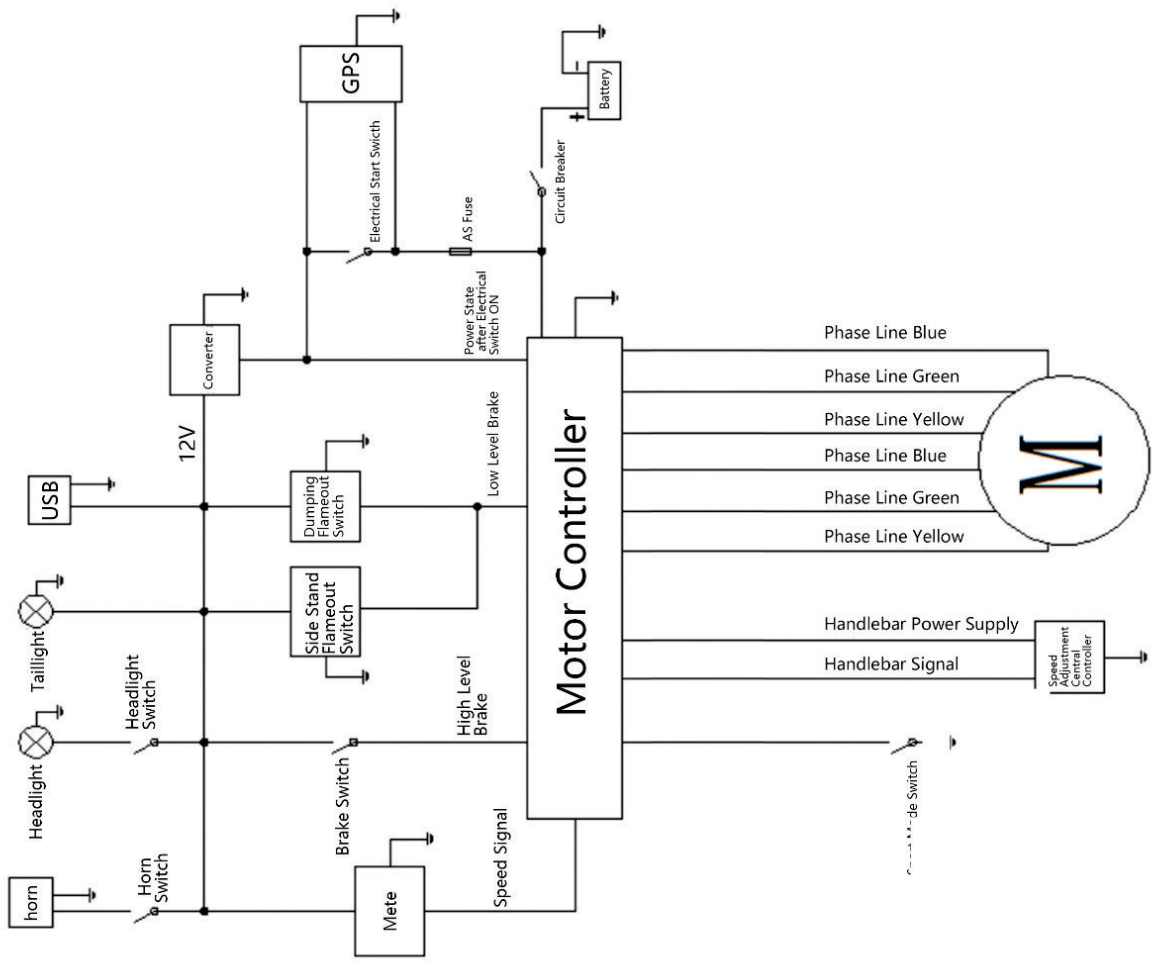 GPS
-
Battery
+
Circuit Breaker
Electrical Start Swicth
AS Fuse
Converter
Power State
after Electrical
Switch ON
12V
USB
Dumping
Flameout
Switch
Low Level Brake
Taillight
Side Stand
Flameout
Switch
Headlight
Headlight
Switch
Brake Switch
High Level
Brake
horn
Horn
Switch
Mete
Speed Signal
Motor Controller
Phase Line Blue
Phase Line Green
Phase Line Yellow
Phase Line Blue
Phase Line Green
Phase Line Yellow
M
Handlebar Power Supply
Handlebar Signal
Speed
Adjustment
Central
Controller
de Switch